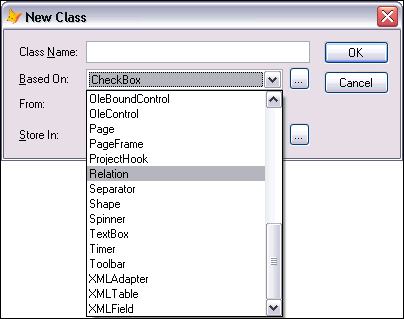 New Class
Class Name:
OK
Based On: CheckBox ...
Cancel
From:
Store In: ...
OleBoundControl
OleControl
Page
PageFrame
ProjectHook
Relation
Separator
Shape
Spinner
TextBox
Timer
Toolbar
XMLAdapter
XMLTable
XMLField